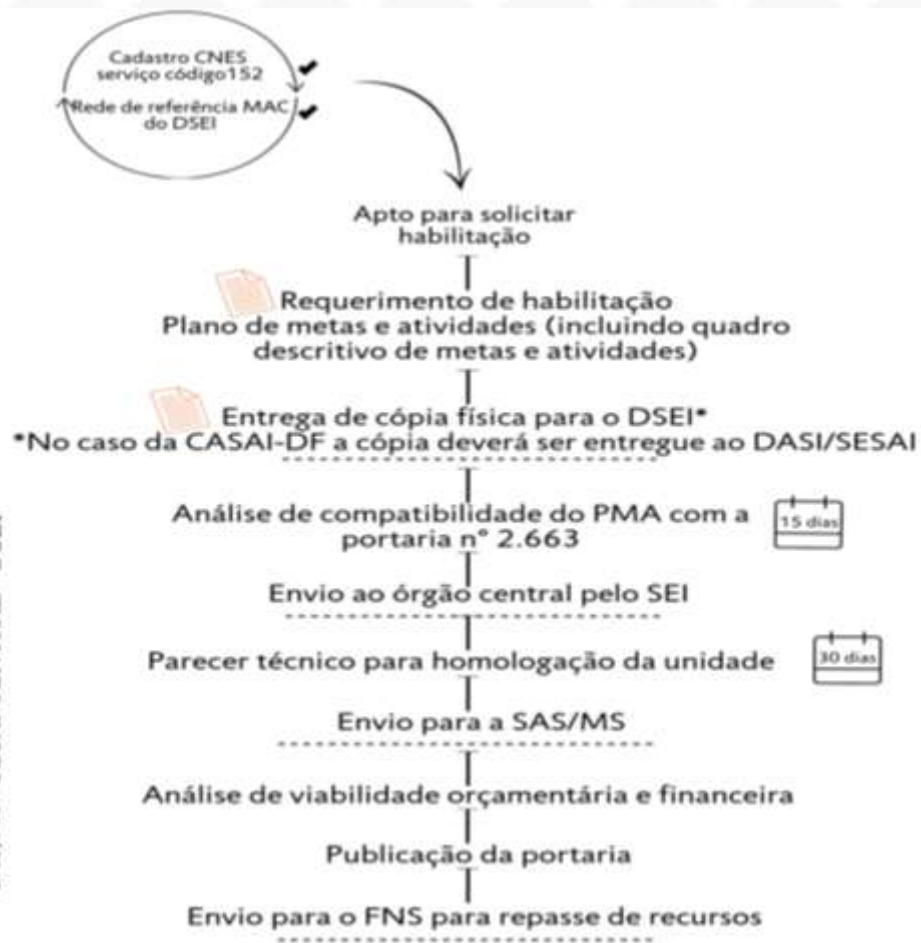 Cadastro CNES
serviço código152
Rede de referência MAC
do DSEI
Apto para solicitar
habilitação
Requerimento de habilitação
Plano de metas e atividades (incluindo quadro
descritivo de metas e atividades)
Entrega de cópia física para o DSEI*
*No caso da CASAI-DF a cópia deverá ser entregue ao DASI/SESAI
Análise de compatibilidade do PMA com a
portaria n° 2.663
15 dias
Envio ao órgão central pelo SEI
Parecer técnico para homologação da unidade
30 dias
Envio para a SAS/MS
Análise de viabilidade orçamentária e financeira
Publicação da portaria
Envio para o FNS para repasse de recursos